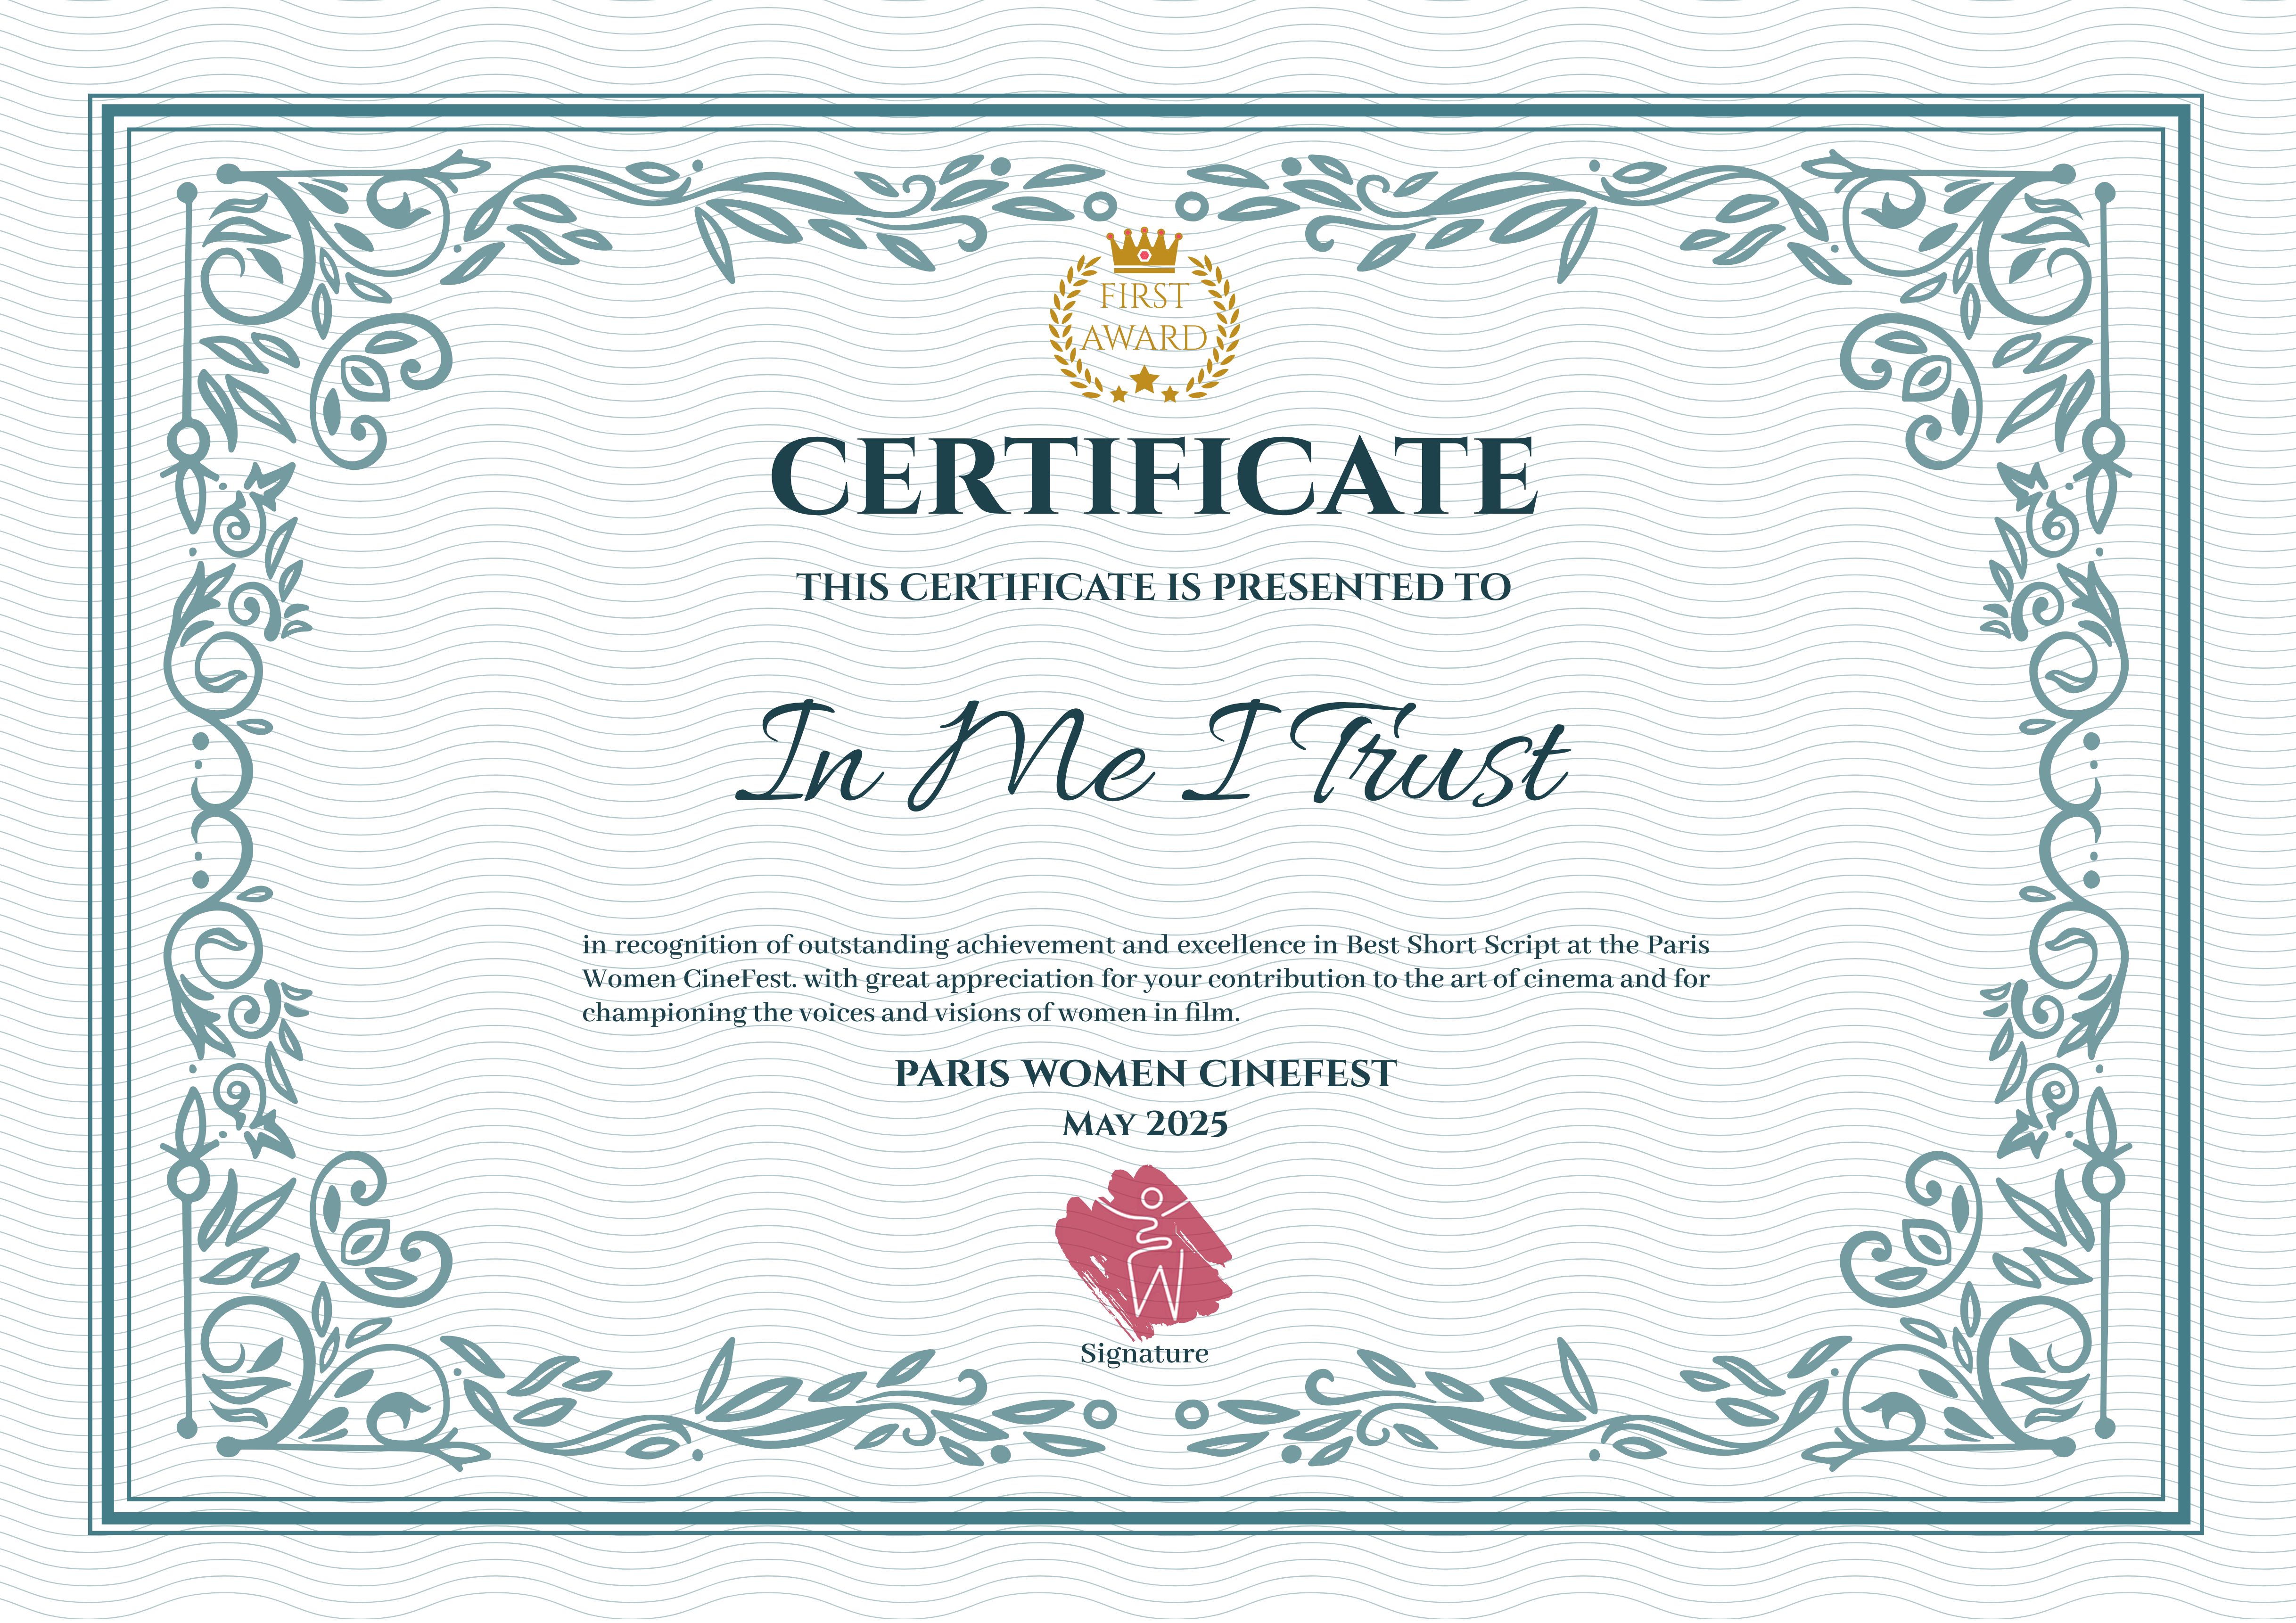 FIRST
AWARD
CERTIFICATE
THIS CERTIFICATE IS PRESENTED TO
In Me I Trust
in recognition of outstanding achievement and excellence in Best Short Script at the Paris
Women CineFest. with great appreciation for your contribution to the art of cinema and for
championing the voices and visions of women in film.
PARIS WOMEN CINEFEST
MAY 2025
W
Signature